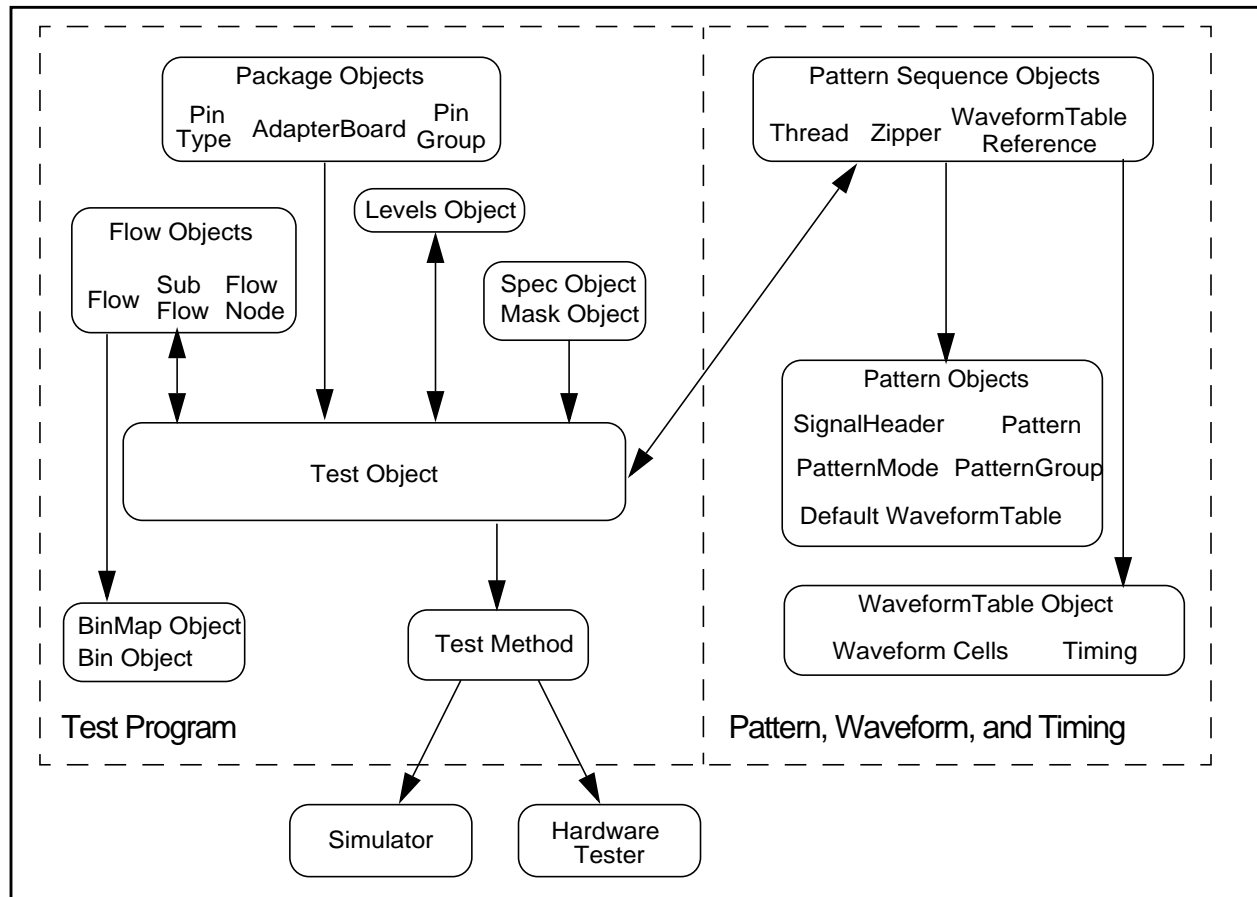 Package Objects
Pin
Type
AdapterBoard
Pin
Group
Levels Object
Flow Objects
Flow
Sub
Flow
Flow
Node
Spec Object
Mask Object
Test Object
BinMap Object
Bin Object
Test Method
Test Program
Simulator
Hardware
Tester
Pattern Sequence Objects
Thread
Zipper
WaveformTable
Reference
Pattern Objects
SignalHeader
Pattern
PatternMode
PatternGroup
Default WaveformTable
WaveformTable Object
Waveform Cells
Timing
Pattern, Waveform, and Timing